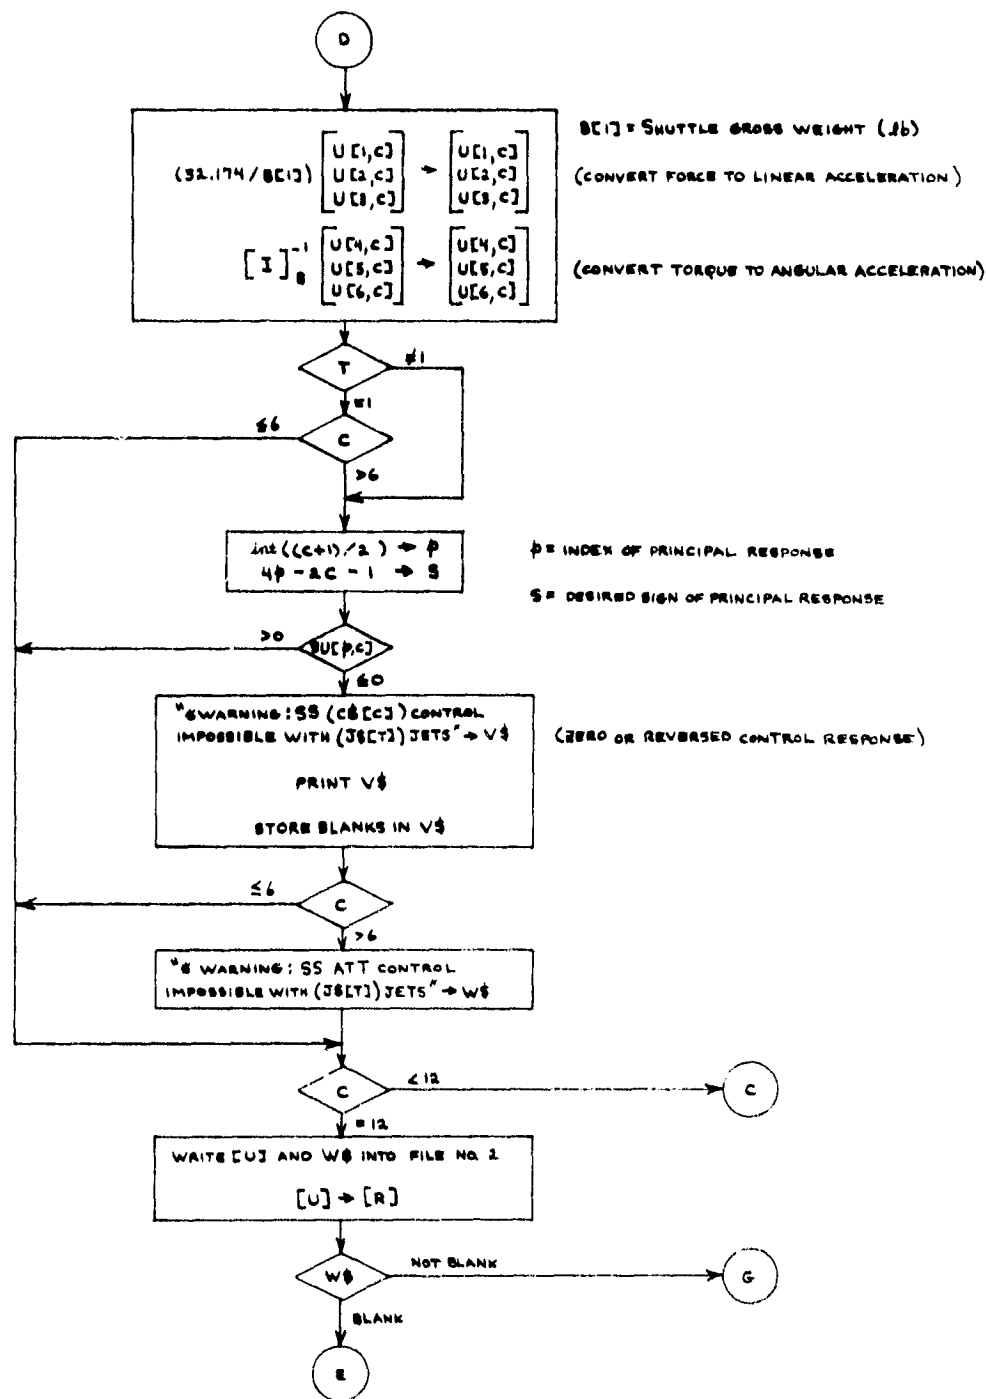 D
B[1] = SHUTTLE GROSS WEIGHT (lb)
(32.174/B[1]) [U[1,C] U[2,C] U[3,C]] → [U[1,C] U[2,C] U[3,C]]
(CONVERT FORCE TO LINEAR ACCELERATION)
[I]⁻¹ [U[4,C] U[5,C] U[6,C]] → [U[4,C] U[5,C] U[6,C]]
(CONVERT TORQUE TO ANGULAR ACCELERATION)
T
≠1
=1
≤6
C
>6
int((C+1)/2) → p
4p - 2C - 1 → S
p = INDEX OF PRINCIPAL RESPONSE
S = DESIRED SIGN OF PRINCIPAL RESPONSE
>0
SU[p,C]
≤0
WARNING: SS (C$[C]) CONTROL
IMPOSSIBLE WITH (J$[T]) JETS" → V$
(ZERO OR REVERSED CONTROL RESPONSE)
PRINT V$
STORE BLANKS IN V$
≤6
C
>6
WARNING: SS ATT CONTROL
IMPOSSIBLE WITH (J$[T]) JETS" → W$
C
<12
C
=12
WRITE [U] AND W$ INTO FILE NO. 2
[U] → [R]
W$
NOT BLANK
G
BLANK
E